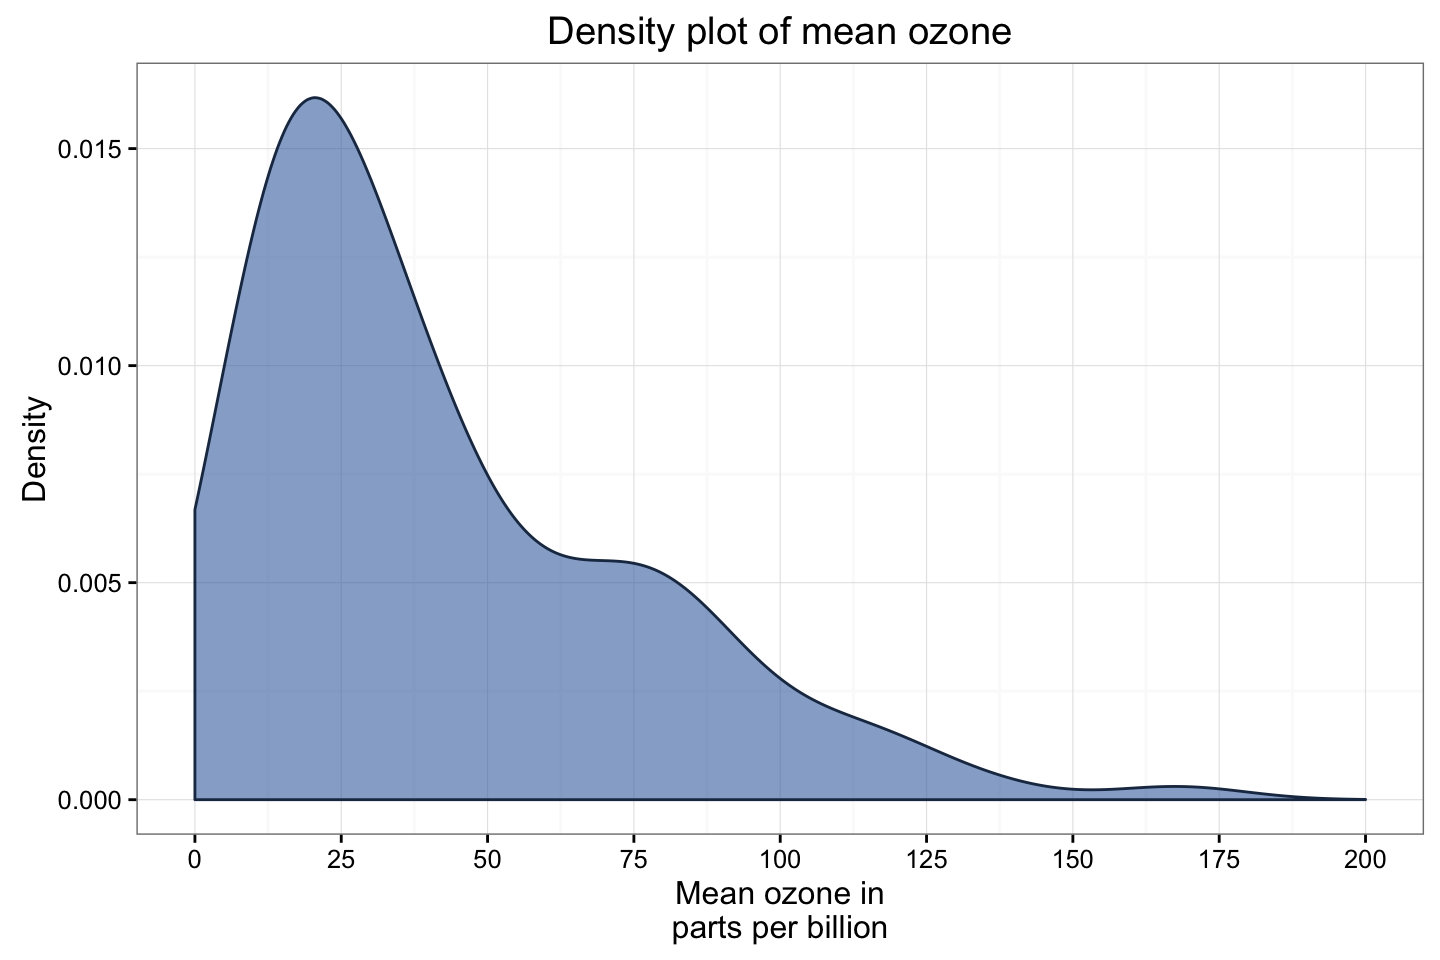 Density plot of mean ozone
0.015
0.010
0.005
0.000
Density
0 25 50 75 100 125 150 175 200
Mean ozone in
parts per billion